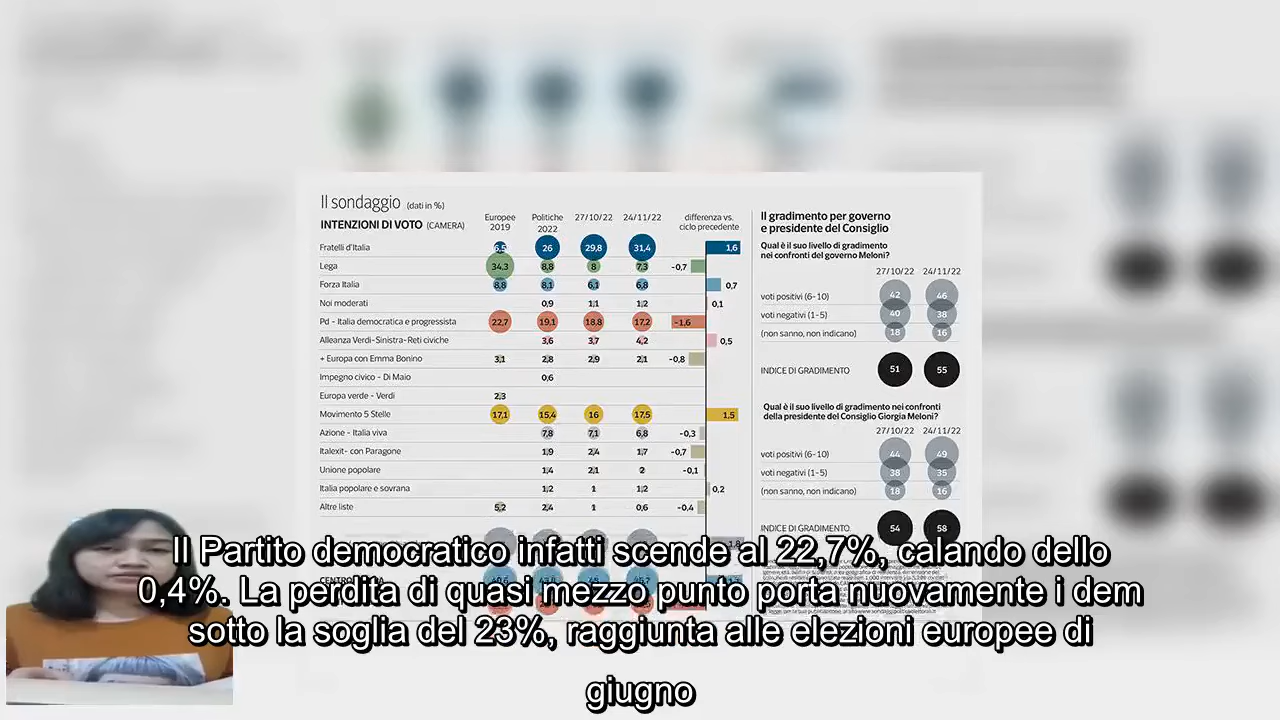 Il sondaggio (dati in %)
INTENZIONI DI VOTO (CAMERA)
Europee 2019 Politiche 2022 27/10/22 24/11/22 differenza vs. ciclo precedente
Fratelli d'Italia 6,5 26 29,8 31,4 1,6
Lega 34,3 8,8 8 7,3 -0,7
Forza Italia 8,8 8,1 6,1 6,8 0,7
Noi moderati 0,9 1,1 1,2 0,1
Pd - Italia democratica e progressista 22,7 19,1 18,8 17,2 -1,6
Alleanza Verdi-Sinistra-Reti civiche 3,6 3,7 4,2 0,5
+ Europa con Emma Bonino 3,1 2,8 2,9 2,1 -0,8
Impegno civico - Di Maio 0,6
Europa verde - Verdi 2,3
Movimento 5 Stelle 17,1 15,4 16 17,5 1,5
Azione - Italia viva 7,8 7,1 6,8 -0,3
Italexit- con Paragone 1,9 2,4 1,7 -0,7
Unione popolare 1,4 2,1 2 -0,1
Italia popolare e sovrana 1,2 1 1,2 0,2
Altre liste 5,2 2,4 1 0,6 -0,4
Il gradimento per governo
e presidente del Consiglio
Qual è il suo livello di gradimento
nei confronti del governo Meloni?
27/10/22 24/11/22
voti positivi (6-10) 42 46
voti negativi (1-5) 40 38
(non sanno, non indicano) 18 16
INDICE DI GRADIMENTO 51 55
Qual è il suo livello di gradimento nei confronti
della presidente del Consiglio Giorgia Meloni?
27/10/22 24/11/22
voti positivi (6-10) 44 49
voti negativi (1-5) 38 35
(non sanno, non indicano) 18 16
INDICE DI GRADIMENTO 54 58
Il Partito democratico infatti scende al 22,7%, calando dello
0,4%. La perdita di quasi mezzo punto porta nuovamente i dem
sotto la soglia del 23%, raggiunta alle elezioni europee di
giugno